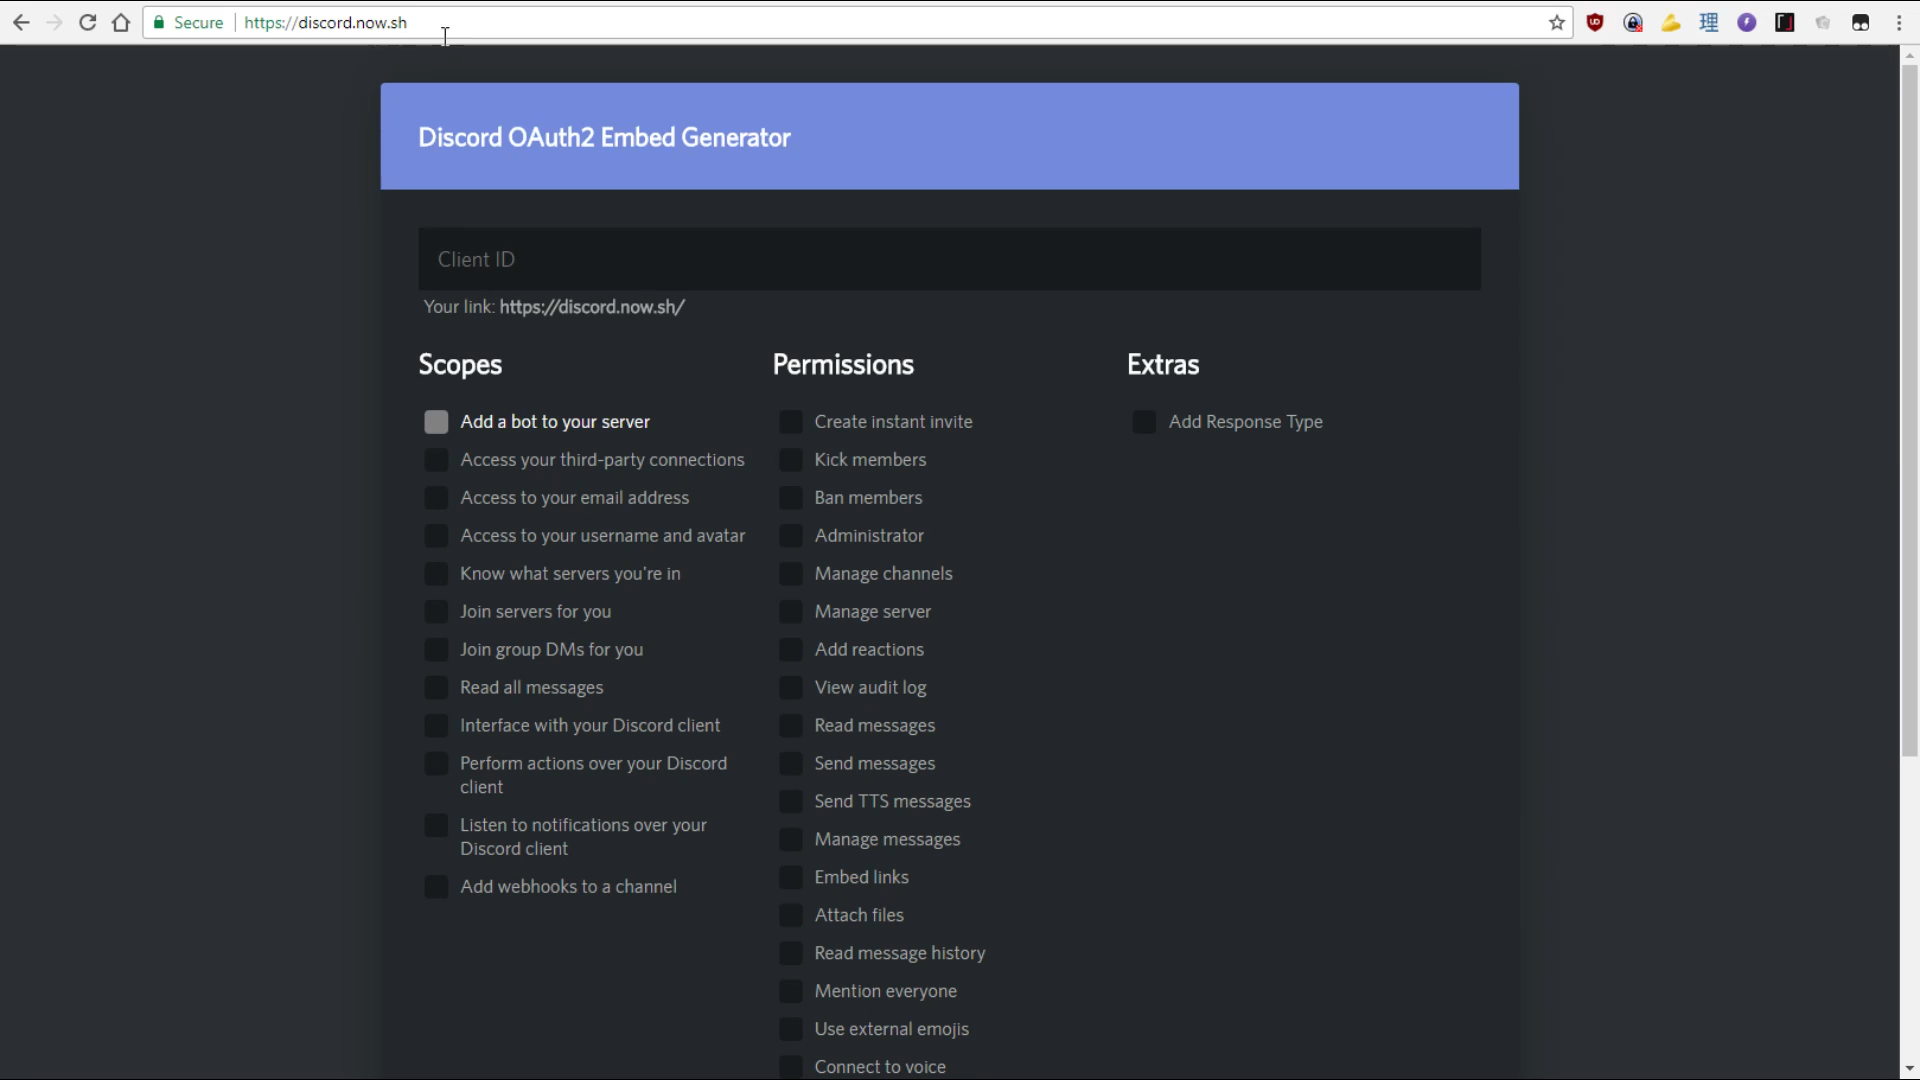 Secure https://discord.now.sh
理
Discord OAuth2 Embed Generator
Client ID
Your link: https://discord.now.sh/
Scopes
Add a bot to your server
Access your third-party connections
Access to your email address
Access to your username and avatar
Know what servers you're in
Join servers for you
Join group DMs for you
Read all messages
Interface with your Discord client
Perform actions over your Discord
client
Listen to notifications over your
Discord client
Add webhooks to a channel
Permissions
Create instant invite
Kick members
Ban members
Administrator
Manage channels
Manage server
Add reactions
View audit log
Read messages
Send messages
Send TTS messages
Manage messages
Embed links
Attach files
Read message history
Mention everyone
Use external emojis
Connect to voice
Extras
Add Response Type